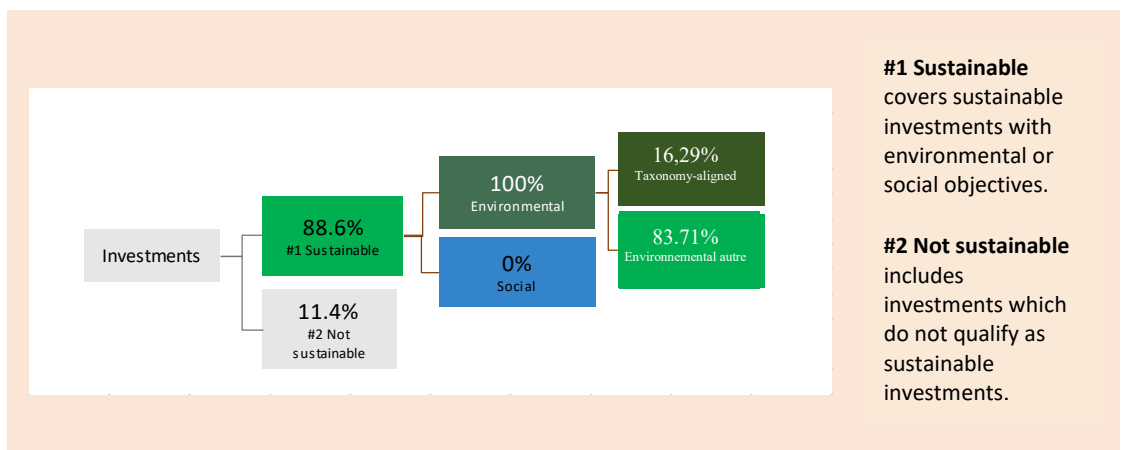 Investments
88.6%
#1 Sustainable
11.4%
#2 Not
sustainable
100%
Environmental
0%
Social
16,29%
Taxonomy-aligned
83.71%
Environnemental autre
#1 Sustainable
covers sustainable
investments with
environmental or
social objectives.
#2 Not sustainable
includes
investments which
do not qualify as
sustainable
investments.